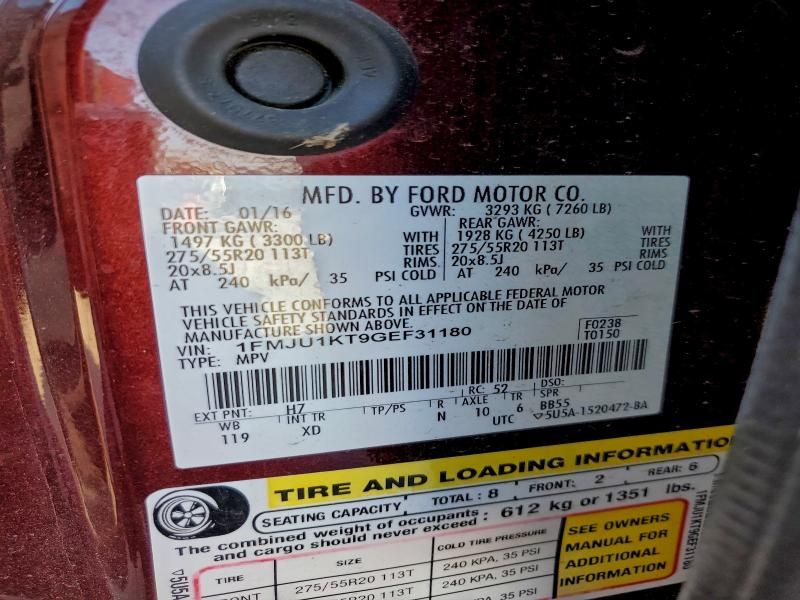 MFD. BY FORD MOTOR CO.
DATE: 01/16 GVWR: 3293 KG ( 7260 LB)
FRONT GAWR: REAR GAWR:
1497 KG ( 3300 LB) WITH 1928 KG ( 4250 LB) WITH
275/55R20 113T TIRES 275/55R20 113T TIRES
20x8.5J RIMS 20x8.5J RIMS
AT 240 kPa/ 35 PSI COLD AT 240 kPa/ 35 PSI COLD
THIS VEHICLE CONFORMS TO ALL APPLICABLE FEDERAL MOTOR
VEHICLE SAFETY STANDARDS IN EFFECT ON THE DATE OF
MANUFACTURE SHOWN ABOVE.
VIN: 1FMJU1KT9GEF31180 F0238
TYPE: MPV T0150
EXT PNT: H7 RC: 52 DSO:
WB INT TR TP/PS R AXLE TR SPR
119 XD N 10 6 BB55
UTC ▽5U5A-1520472-BA
TIRE AND LOADING INFORMATIO
SEATING CAPACITY TOTAL : 8 FRONT: 2 REAR: 6
The combined weight of occupants
and cargo should never exceed : 612 kg or 1351 lbs.
TIRE SIZE COLD TIRE PRESSURE
275/55R20 113T 240 KPA, 35 PSI
240 KPA, 35 PSI
SEE OWNERS
MANUAL FOR
ADDITIONAL
INFORMATION
1FMJU1KT9GEF31180